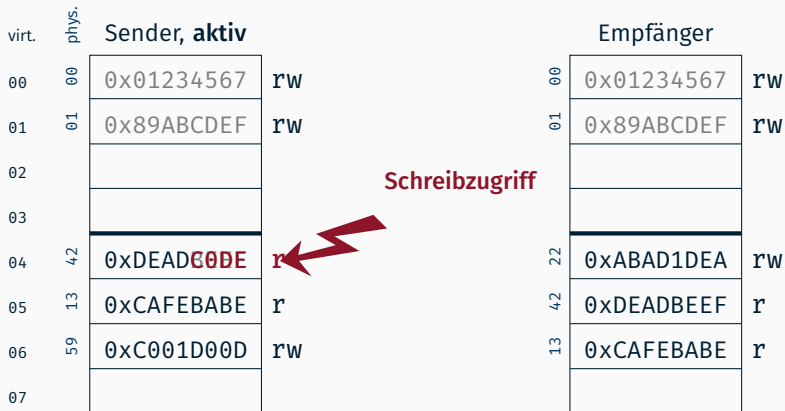 virt. phys. Sender, aktiv Empfänger
00 00 0x01234567 rw 00 0x01234567 rw
01 01 0x89ABCDEF rw 01 0x89ABCDEF rw
02
Schreibzugriff
03
04 42 0xDEADC0DE r 22 0xABAD1DEA rw
05 13 0xCAFEBABE r 42 0xDEADBEEF r
06 59 0xC001D00D rw 13 0xCAFEBABE r
07